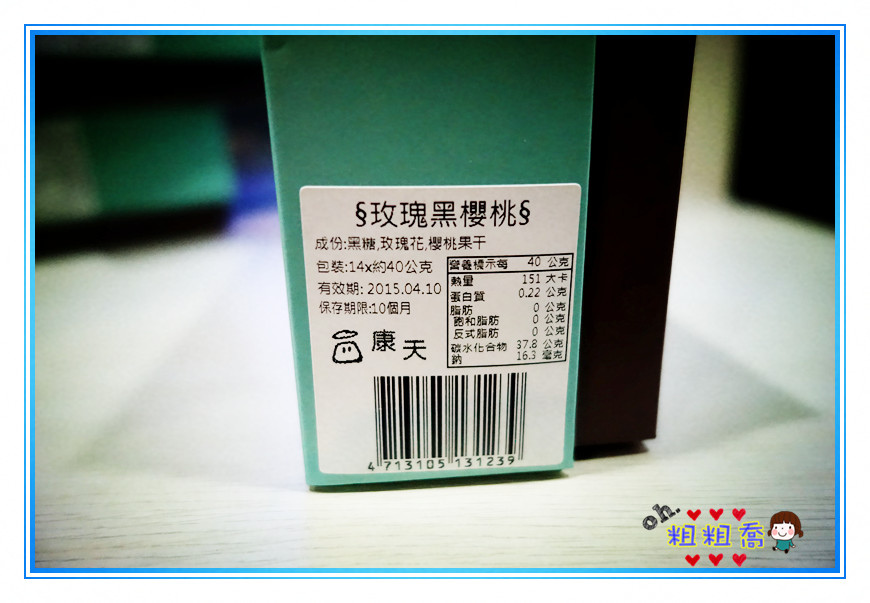 §玫瑰黑櫻桃§
成份:黑糖,玫瑰花,櫻桃果干
包裝:14x約40公克
有效期: 2015.04.10
保存期限:10個月
營養標示每 40 公克
熱量 151 大卡
蛋白質 0.22 公克
脂肪 0 公克
飽和脂肪 0 公克
反式脂肪 0 公克
碳水化合物 37.8 公克
鈉 16.3 毫克
康天
4 713105 131239
oh.
粗粗喬